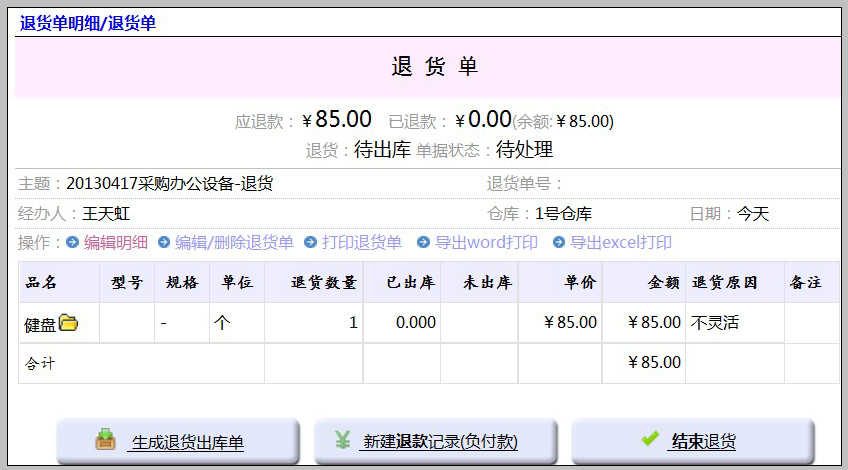 退货单明细/退货单
退 货 单
应退款：￥85.00 已退款：￥0.00(余额:￥85.00)
退货：待出库 单据状态：待处理
主题：20130417采购办公设备-退货 退货单号：
经办人：王天虹 仓库：1号仓库 日期：今天
操作： 编辑明细 编辑/删除退货单 打印退货单 导出word打印 导出excel打印
品名 型号 规格 单位 退货数量 已出库 未出库 单价 金额 退货原因 备注
健盘 - 个 1 0.000 ￥85.00 ￥85.00 不灵活
合计 ￥85.00
生成退货出库单 新建退款记录(负付款) 结束退货